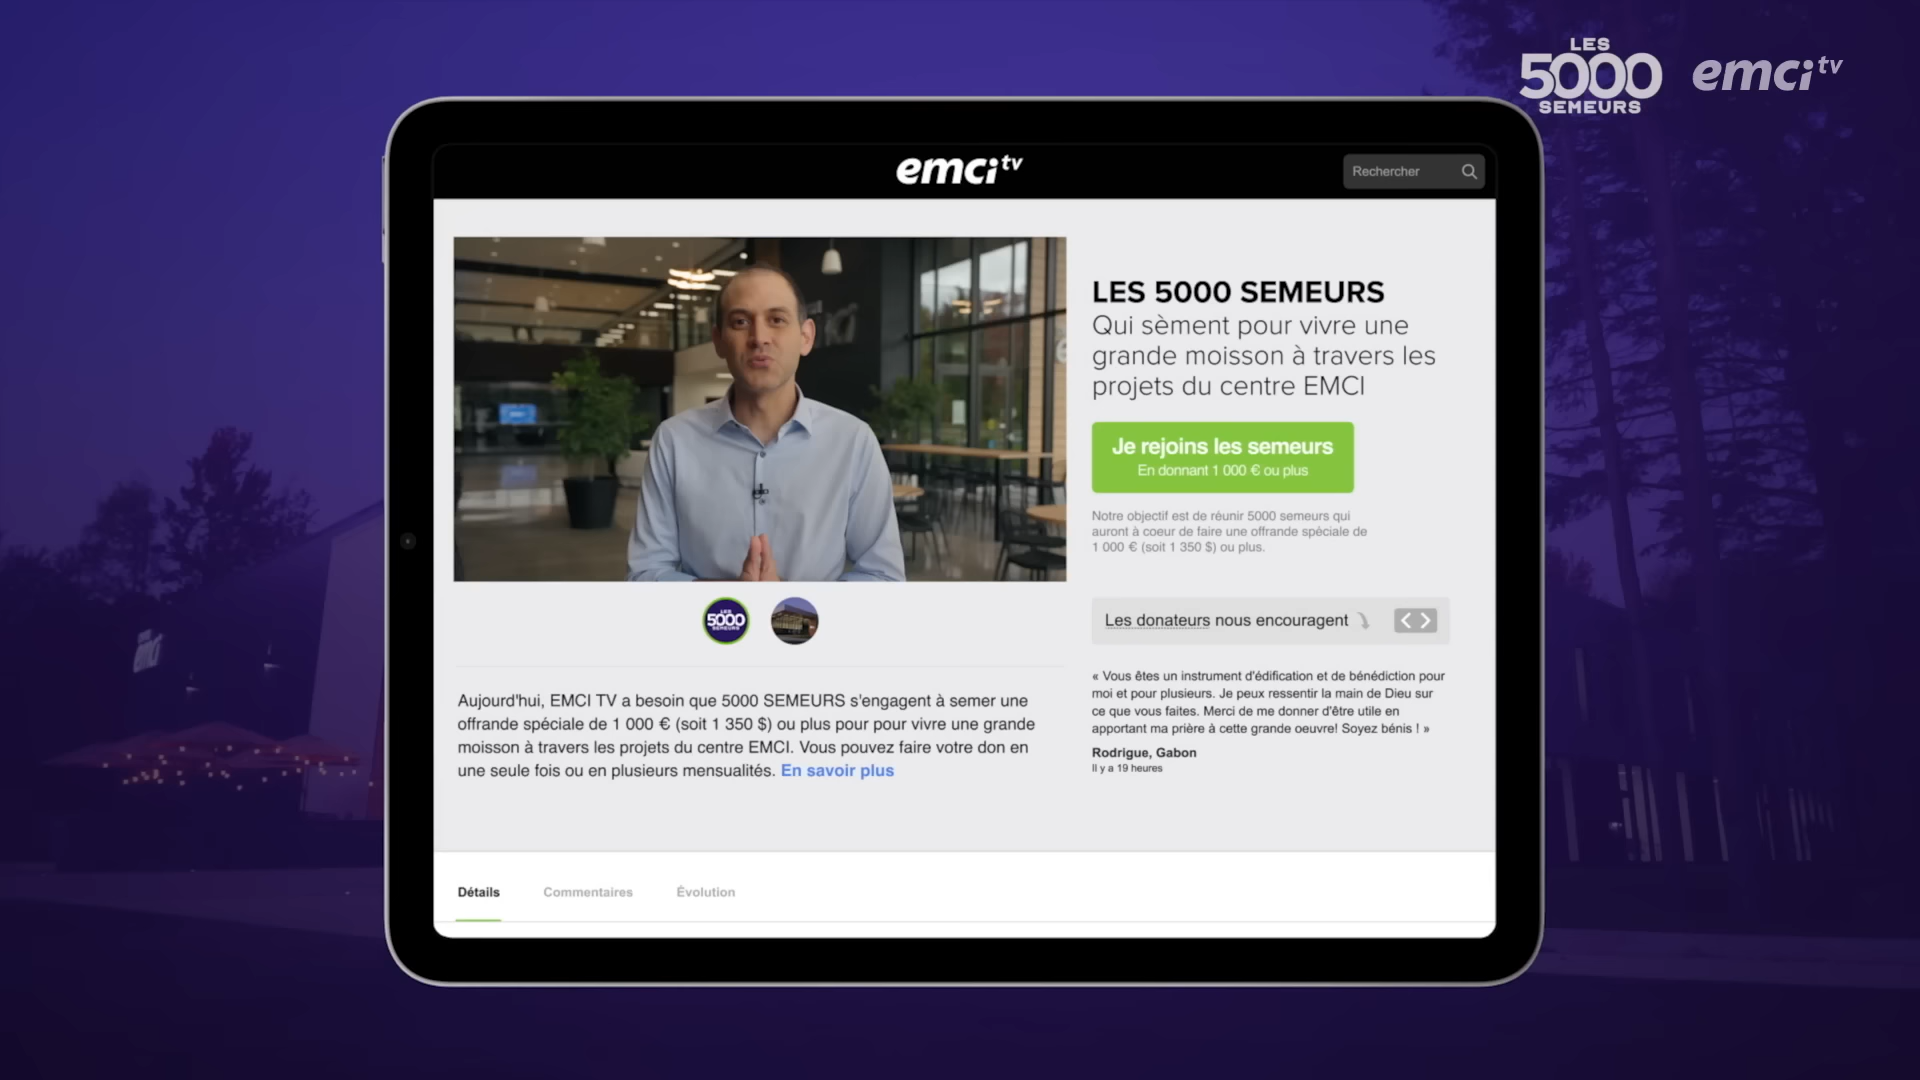 LES
5000
SEMEURS
emci tv
emci tv
Rechercher
LES 5000 SEMEURS
Qui sèment pour vivre une
grande moisson à travers les
projets du centre EMCI
Je rejoins les semeurs
En donnant 1 000 € ou plus
Notre objectif est de réunir 5000 semeurs qui
auront à coeur de faire une offrande spéciale de
1 000 € (soit 1 350 $) ou plus.
LES
5000
SEMEURS
Les donateurs nous encouragent
Aujourd'hui, EMCI TV a besoin que 5000 SEMEURS s'engagent à semer une
offrande spéciale de 1 000 € (soit 1 350 $) ou plus pour pour vivre une grande
moisson à travers les projets du centre EMCI. Vous pouvez faire votre don en
une seule fois ou en plusieurs mensualités. En savoir plus
« Vous êtes un instrument d'édification et de bénédiction pour
moi et pour plusieurs. Je peux ressentir la main de Dieu sur
ce que vous faites. Merci de me donner d'être utile en
apportant ma prière à cette grande oeuvre! Soyez bénis ! »
Rodrigue, Gabon
Il y a 19 heures
Détails
Commentaires
Évolution